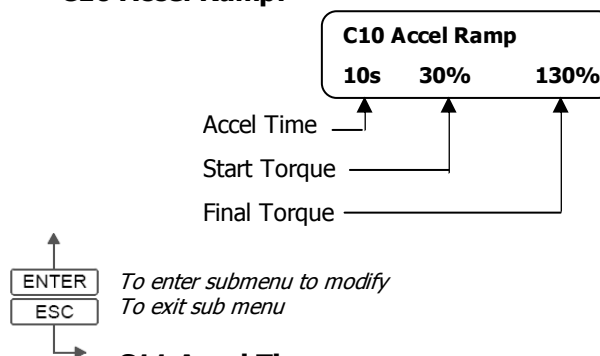 C10 Accel Ramp
10s 30% 130%
Accel Time
Start Torque
Final Torque
ENTER To enter submenu to modify
ESC To exit sub menu